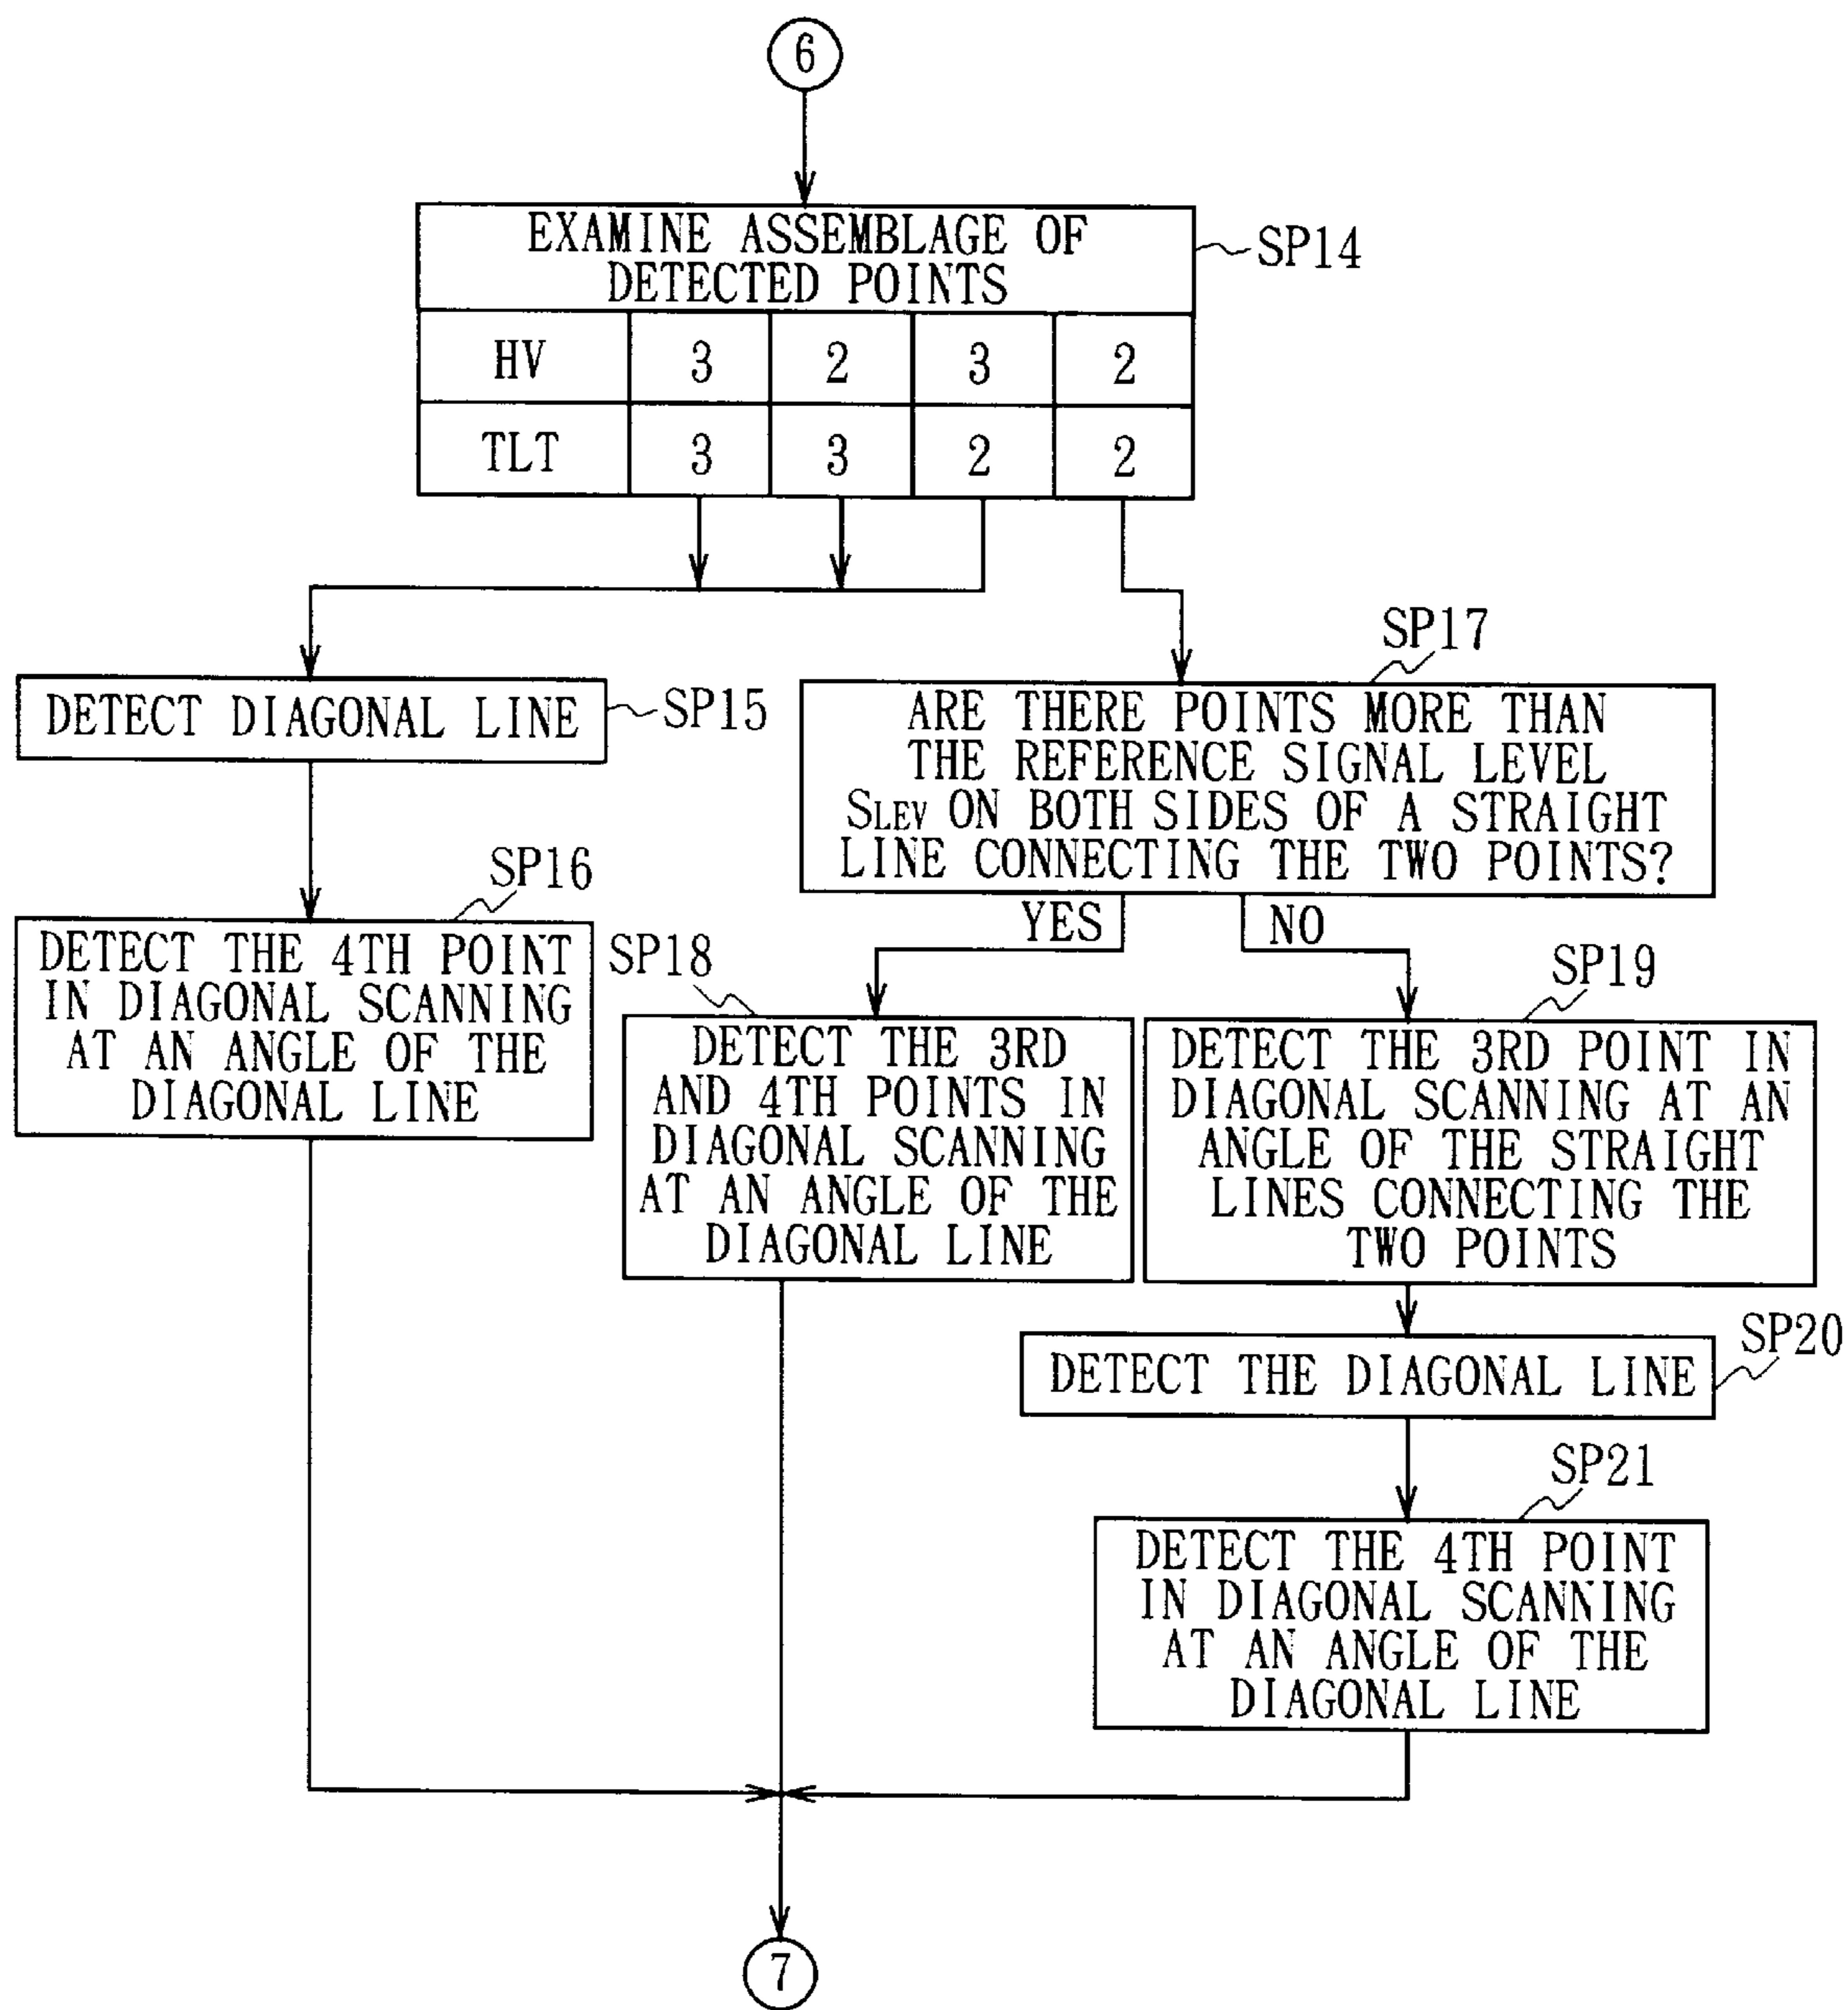 6
EXAMINE ASSEMBLAGE OF
DETECTED POINTS
SP14
HV 3 2 3 2
TLT 3 3 2 2
DETECT DIAGONAL LINE
SP15
SP17
ARE THERE POINTS MORE THAN
THE REFERENCE SIGNAL LEVEL
SLEV ON BOTH SIDES OF A STRAIGHT
LINE CONNECTING THE TWO POINTS?
YES
NO
SP16
DETECT THE 4TH POINT
IN DIAGONAL SCANNING
AT AN ANGLE OF THE
DIAGONAL LINE
SP18
DETECT THE 3RD
AND 4TH POINTS IN
DIAGONAL SCANNING
AT AN ANGLE OF THE
DIAGONAL LINE
SP19
DETECT THE 3RD POINT IN
DIAGONAL SCANNING AT AN
ANGLE OF THE STRAIGHT
LINES CONNECTING THE
TWO POINTS
SP20
DETECT THE DIAGONAL LINE
SP21
DETECT THE 4TH POINT
IN DIAGONAL SCANNING
AT AN ANGLE OF THE
DIAGONAL LINE
7